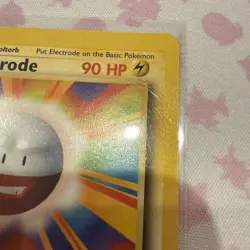 oltorb Put Electrode on the Basic Pokémon
rode 90 HP